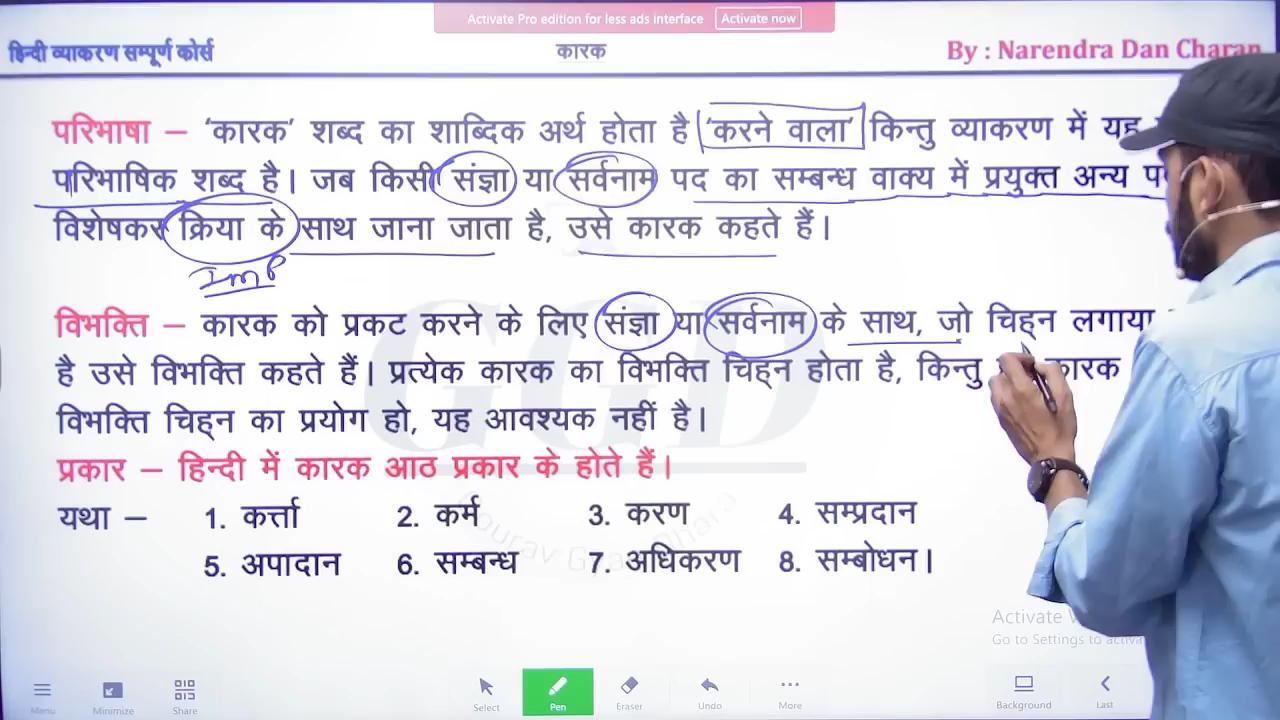 Activate Pro edition for less ads interface Activate now
हिन्दी व्याकरण सम्पूर्ण कोर्स कारक By : Narendra Dan Charan
परिभाषा – 'कारक' शब्द का शाब्दिक अर्थ होता है 'करने वाला' किन्तु व्याकरण में यह
परिभाषिक शब्द है। जब किसी संज्ञा या सर्वनाम पद का सम्बन्ध वाक्य में प्रयुक्त अन्य
विशेषकर क्रिया के साथ जाना जाता है, उसे कारक कहते हैं।
Imp
विभक्ति – कारक को प्रकट करने के लिए संज्ञा या सर्वनाम के साथ, जो चिह्न लगाया
है उसे विभक्ति कहते हैं। प्रत्येक कारक का विभक्ति चिह्न होता है, किन्तु कारक
विभक्ति चिह्न का प्रयोग हो, यह आवश्यक नहीं है।
प्रकार – हिन्दी में कारक आठ प्रकार के होते हैं।
यथा – 1. कर्त्ता 2. कर्म 3. करण 4. सम्प्रदान
5. अपादान 6. सम्बन्ध 7. अधिकरण 8. सम्बोधन।
GGD
Activate
Go to Settings to activa
Menu Minimize Share Select Pen Eraser Undo More Background Last